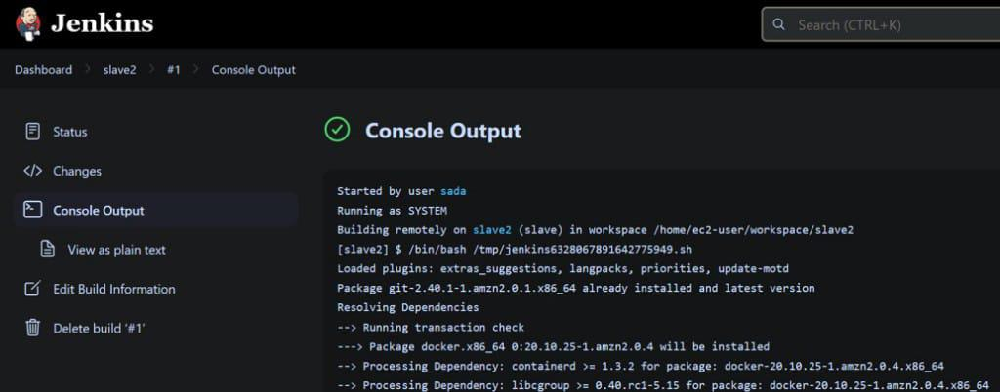 Jenkins
Search (CTRL+K)
Dashboard > slave2 > #1 > Console Output
Status
Changes
Console Output
View as plain text
Edit Build Information
Delete build ‘#1’
Console Output
Started by user sada
Running as SYSTEM
Building remotely on slave2 (slave) in workspace /home/ec2-user/workspace/slave2
[slave2] $ /bin/bash /tmp/jenkins6328067891642775949.sh
Loaded plugins: extras_suggestions, langpacks, priorities, update-motd
Package git-2.40.1-1.amzn2.0.1.x86_64 already installed and latest version
Resolving Dependencies
--> Running transaction check
---> Package docker.x86_64 0:20.10.25-1.amzn2.0.4 will be installed
--> Processing Dependency: containerd >= 1.3.2 for package: docker-20.10.25-1.amzn2.0.4.x86_64
--> Processing Dependency: libcgroup >= 0.40.rc1-5.15 for package: docker-20.10.25-1.amzn2.0.4.x86_64